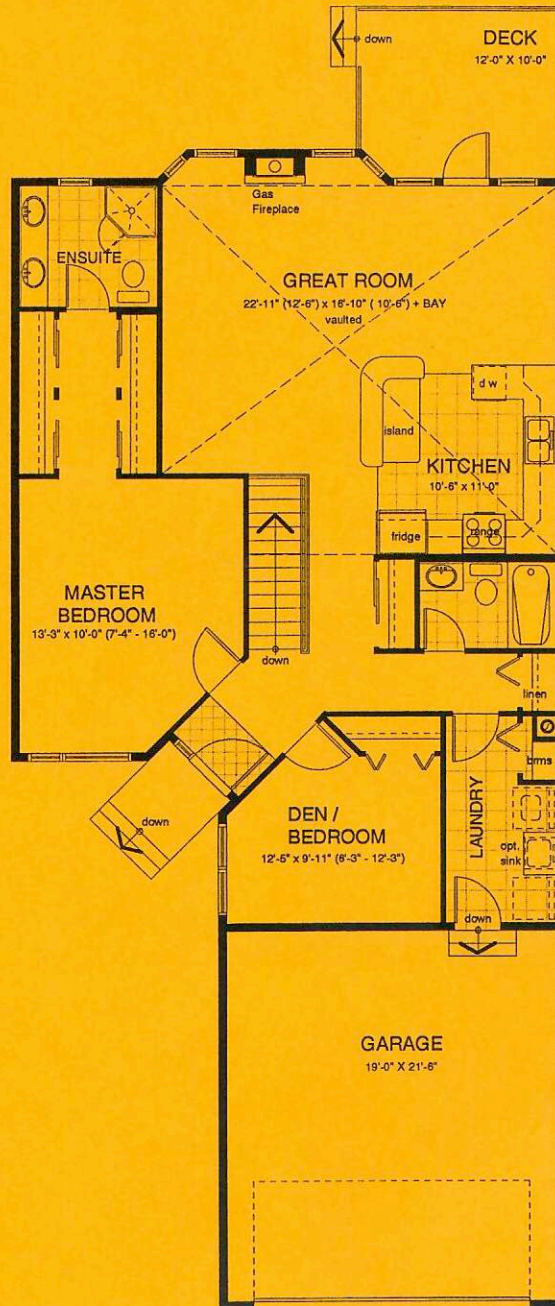 down
DECK
12'-0" X 10'-0"
Gas
Fireplace
ENSUITE
GREAT ROOM
22'-11" (12'-6") x 16'-10" ( 10'-6") + BAY
vaulted
d w
island
KITCHEN
10'-6" x 11'-0"
fridge
range
MASTER
BEDROOM
13'-3" x 10'-0" (7'-4" - 16'-0")
down
linen
brms
down
DEN /
BEDROOM
12'-5" x 9'-11" (6'-3" - 12'-3")
LAUNDRY
opt.
sink
down
GARAGE
19'-0" X 21'-6"